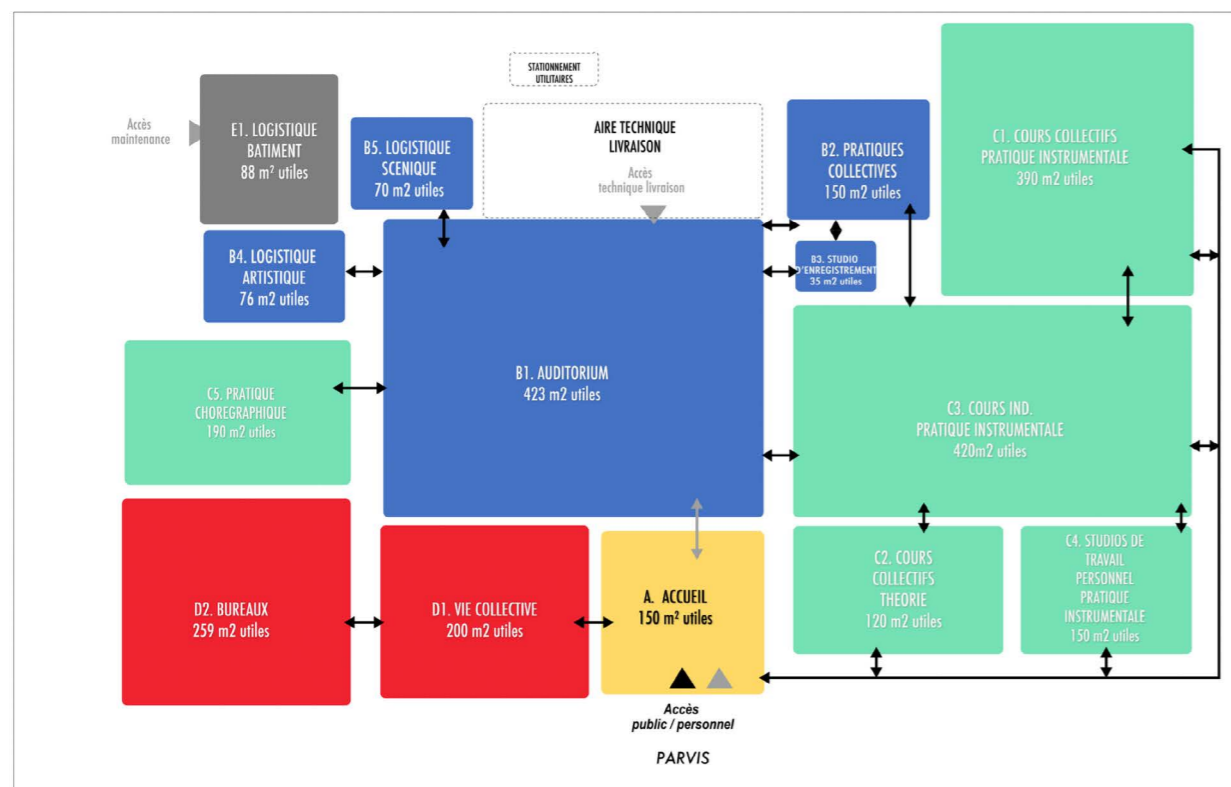 STATIONNEMENT
UTILITAIRES
Accès
maintenance
E1. LOGISTIQUE
BATIMENT
88 m² utiles
B5. LOGISTIQUE
SCENIQUE
70 m2 utiles
AIRE TECHNIQUE
LIVRAISON
Accès
technique livraison
B2. PRATIQUES
COLLECTIVES
150 m2 utiles
C1. COURS COLLECTIFS
PRATIQUE INSTRUMENTALE
390 m2 utiles
B4. LOGISTIQUE
ARTISTIQUE
76 m2 utiles
B3. STUDIO
D'ENREGISTREMENT
35 m2 utiles
C5. PRATIQUE
CHOREGRAPHIQUE
190 m2 utiles
B1. AUDITORIUM
423 m2 utiles
C3. COURS IND.
PRATIQUE INSTRUMENTALE
420m2 utiles
D2. BUREAUX
259 m2 utiles
D1. VIE COLLECTIVE
200 m2 utiles
A. ACCUEIL
150 m² utiles
C2. COURS
COLLECTIFS
THEORIE
120 m2 utiles
C4. STUDIOS DE
TRAVAIL
PERSONNEL
PRATIQUE
INSTRUMENTALE
150 m2 utiles
Accès
public / personnel
PARVIS